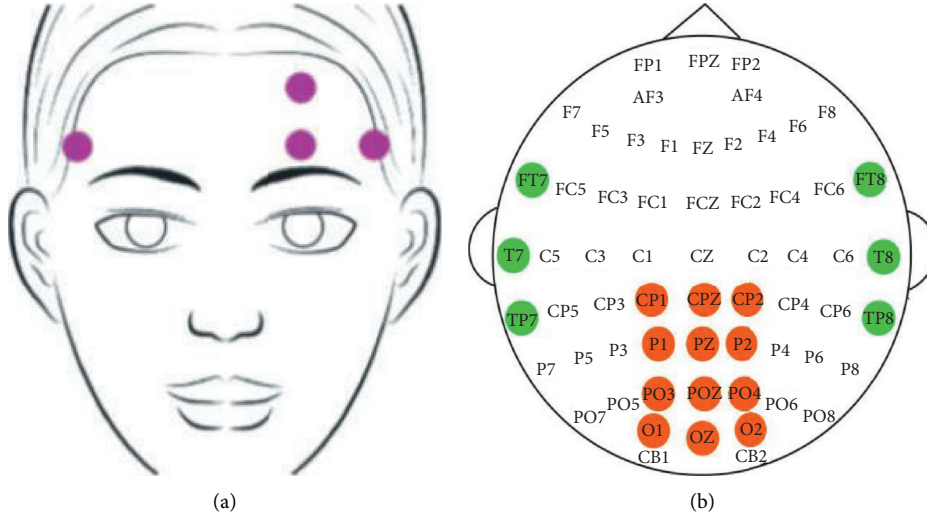 FP1 FPZ FP2
AF3 AF4
F7 F5 F3 F1 FZ F2 F4 F6 F8
FT7 FC5 FC3 FC1 FCZ FC2 FC4 FC6 FT8
T7 C5 C3 C1 CZ C2 C4 C6 T8
TP7 CP5 CP3 CP1 CPZ CP2 CP4 CP6 TP8
P7 P5 P3 P1 PZ P2 P4 P6 P8
PO7 PO5 PO3 POZ PO4 PO6 PO8
O1 OZ O2
CB1 CB2
(a) (b)